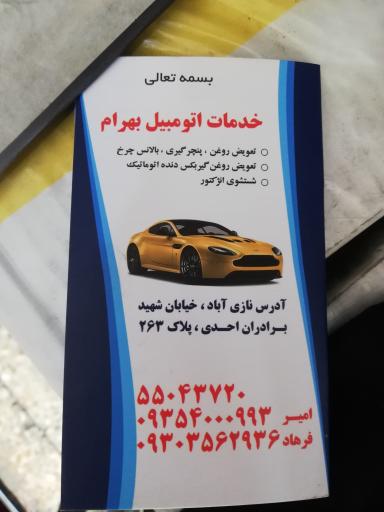 بسمه تعالی
خدمات اتومبیل بهرام
○ تعویض روغن ، پنچرگیری ، بالانس چرخ
○ تعویض روغن گیربکس دنده اتوماتیک
○ شستشوی انژکتور
آدرس نازی آباد ، خیابان شهید
برادران احمدی ، پلاک ۲۶۳
۵۵۰۴۳۷۲۰
امیر ۰۹۳۵۴۰۰۰۹۹۳
فرهاد ۰۹۳۰۳۵۶۲۹۳۶